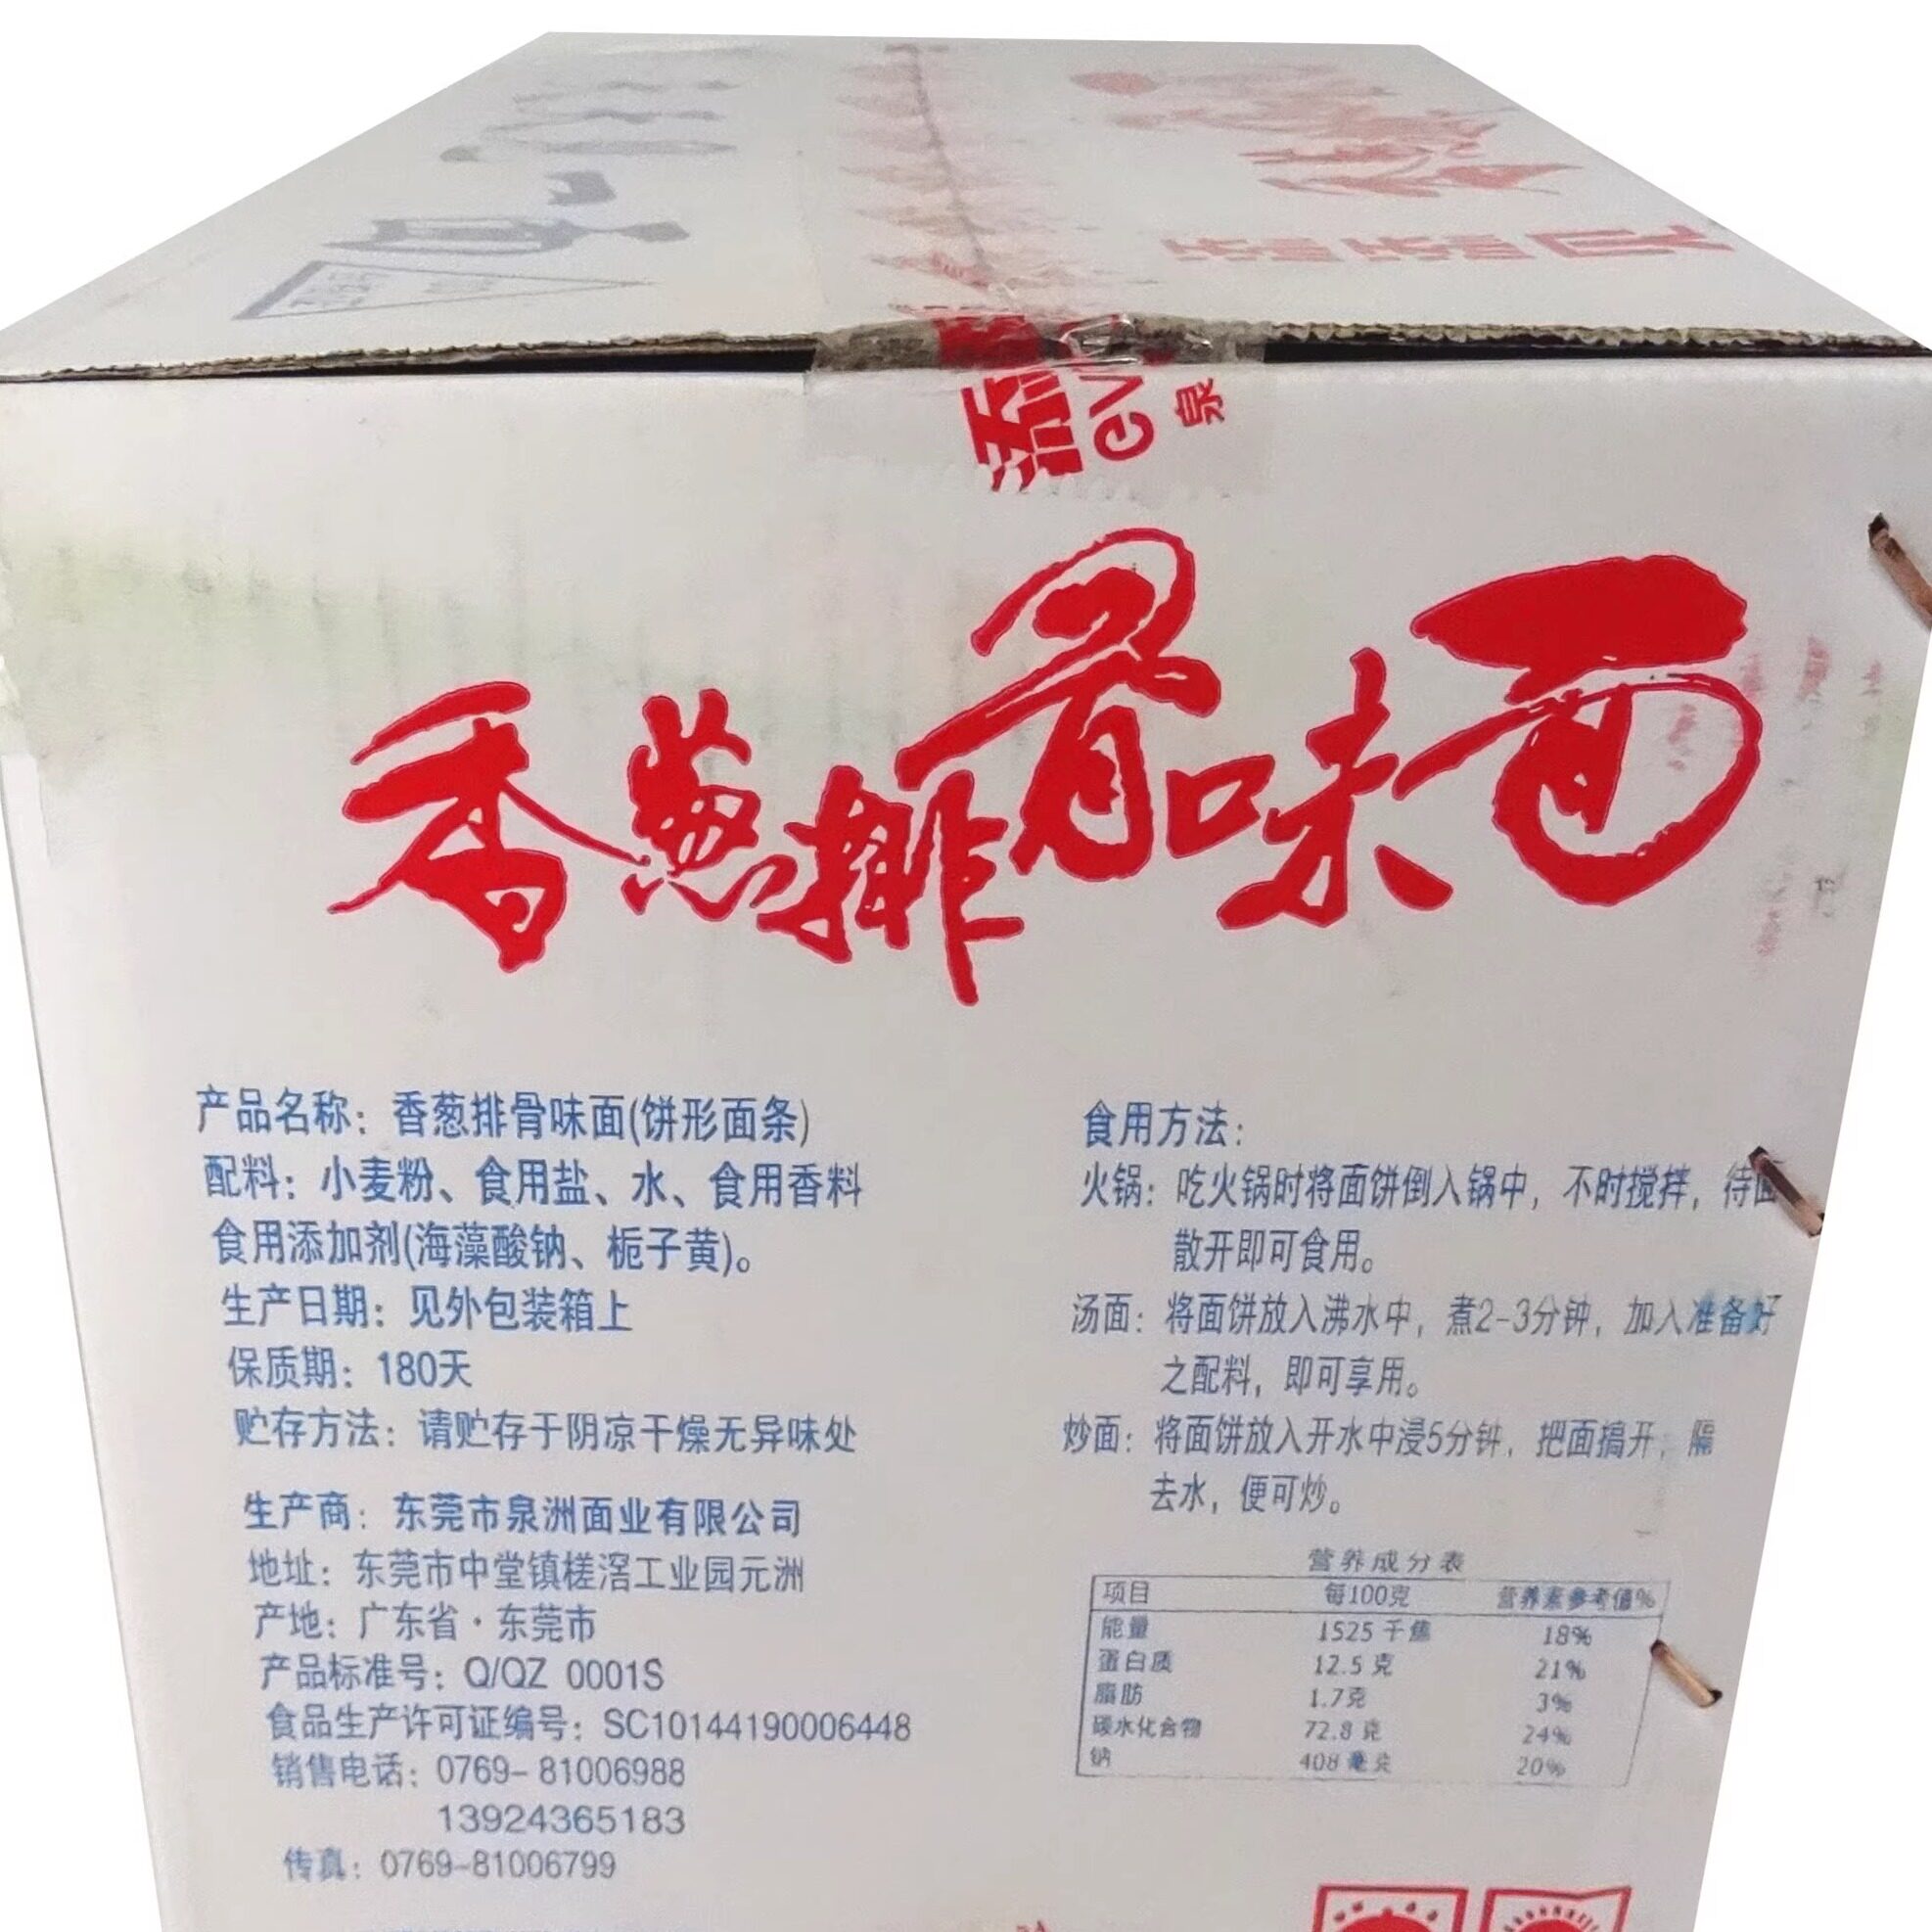 添
CV
泉
香葱排骨味面
产品名称：香葱排骨味面(饼形面条)
配料：小麦粉、食用盐、水、食用香料
食用添加剂(海藻酸钠、栀子黄)。
生产日期：见外包装箱上
保质期：180天
贮存方法：请贮存于阴凉干燥无异味处
生产商：东莞市泉洲面业有限公司
地址：东莞市中堂镇槎滘工业园元洲
产地：广东省·东莞市
产品标准号：Q/QZ 0001S
食品生产许可证编号：SC10144190006448
销售电话：0769-81006988
13924365183
传真：0769-81006799
食用方法：
火锅：吃火锅时将面饼倒入锅中，不时搅拌，待面
散开即可食用。
汤面：将面饼放入沸水中，煮2-3分钟，加入准备好
之配料，即可享用。
炒面：将面饼放入开水中浸5分钟，把面搞开，隔
去水，便可炒。
营养成分表
项目 每100克 营养素参考值%
能量 1525 千焦 18%
蛋白质 12.5 克 21%
脂肪 1.7克 3%
碳水化合物 72.8 克 24%
钠 408 毫克 20%